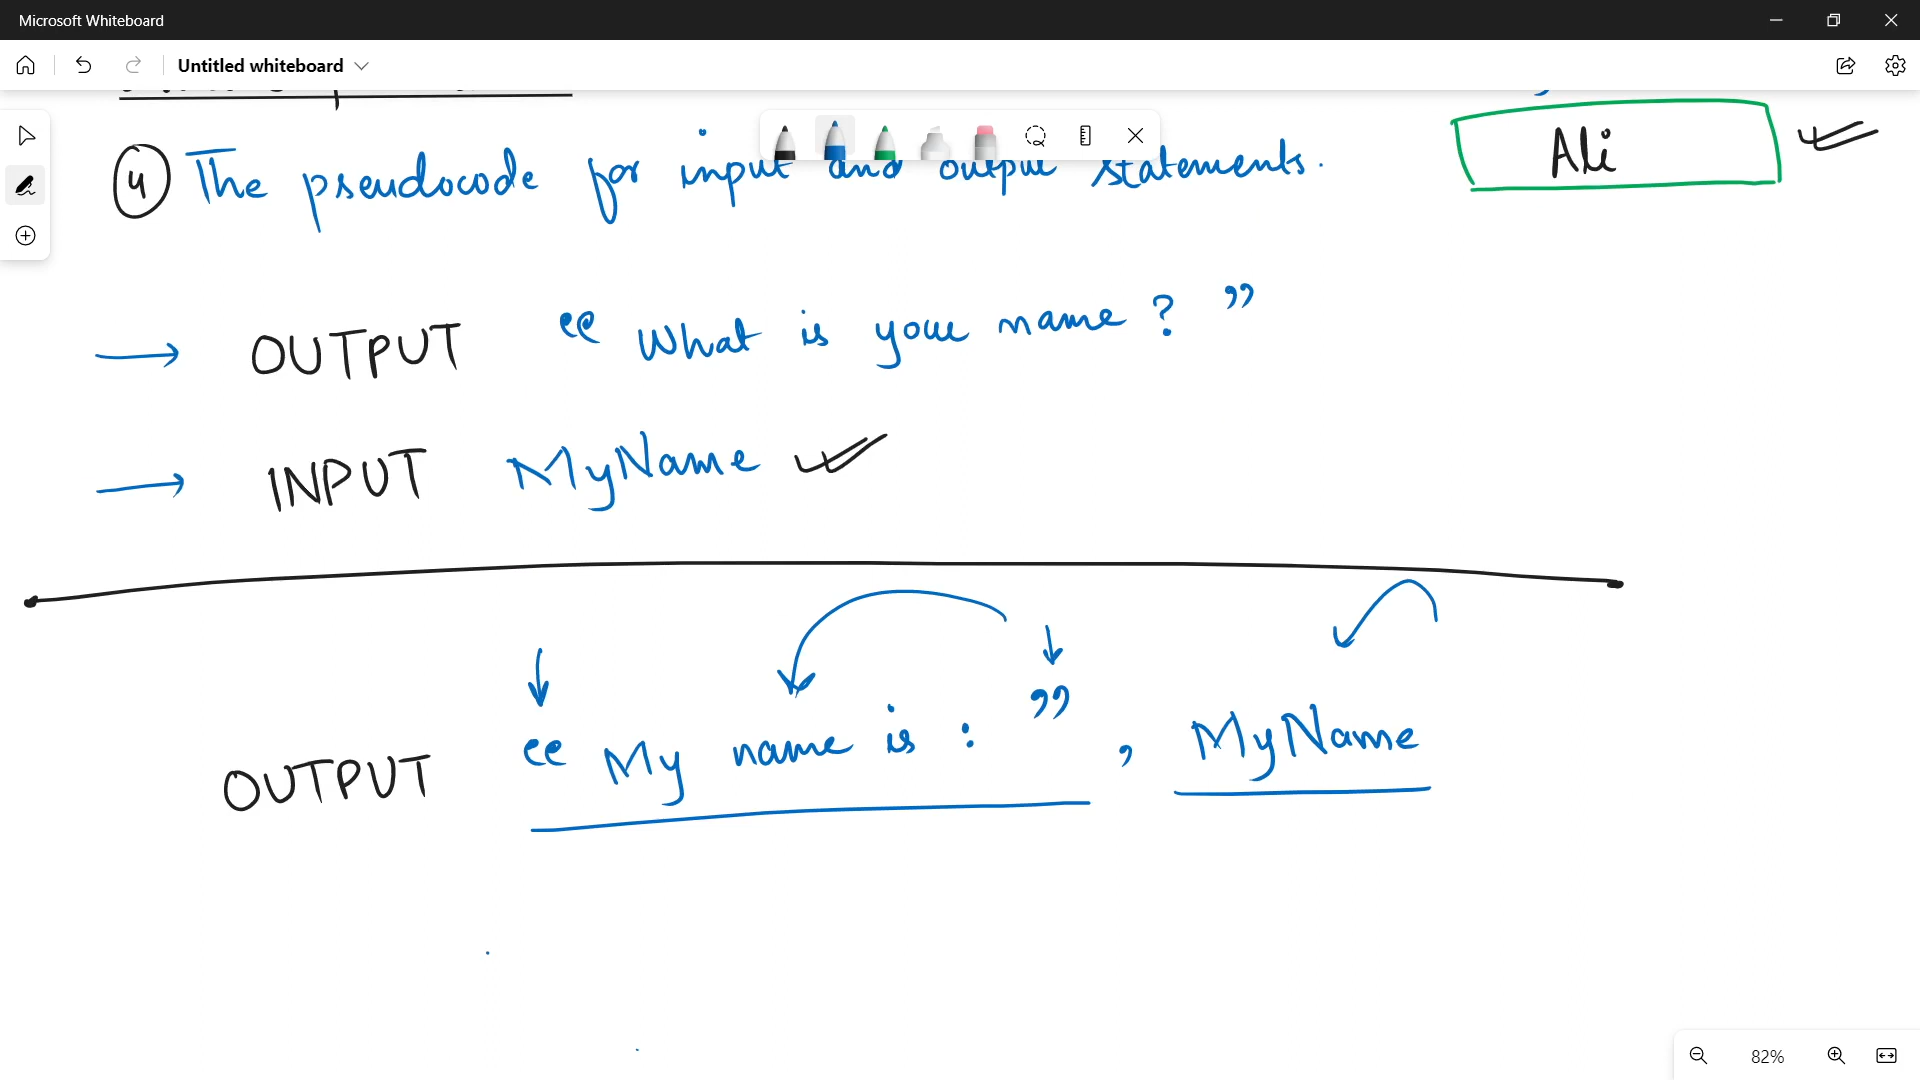 Microsoft Whiteboard
Untitled whiteboard
Ali
4 The pseudocode for input and output statements.
→ OUTPUT “ What is your name ? ”
→ INPUT MyName
OUTPUT “ My name is : ” , MyName
82%